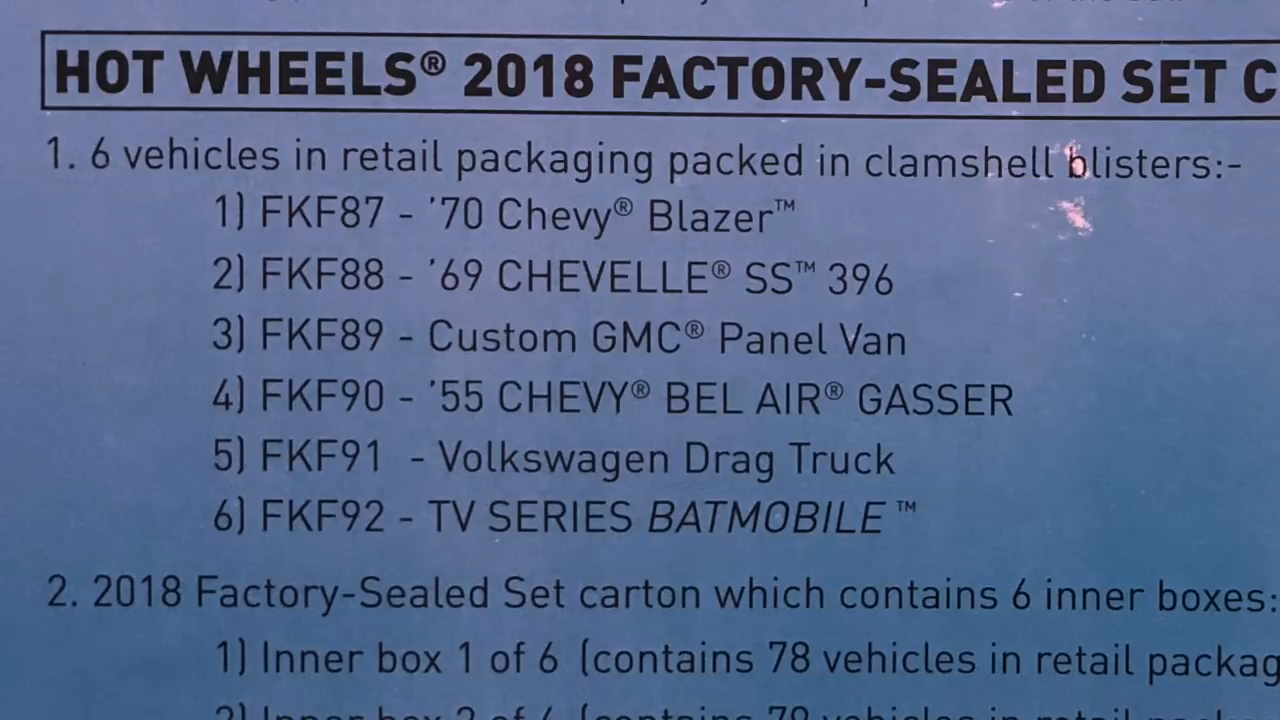 HOT WHEELS® 2018 FACTORY-SEALED SET C
1. 6 vehicles in retail packaging packed in clamshell blisters:-
1) FKF87 - '70 Chevy® Blazer™
2) FKF88 - '69 CHEVELLE® SS™ 396
3) FKF89 - Custom GMC® Panel Van
4) FKF90 - '55 CHEVY® BEL AIR® GASSER
5) FKF91 - Volkswagen Drag Truck
6) FKF92 - TV SERIES BATMOBILE ™
2. 2018 Factory-Sealed Set carton which contains 6 inner boxes:
1) Inner box 1 of 6 (contains 78 vehicles in retail packag